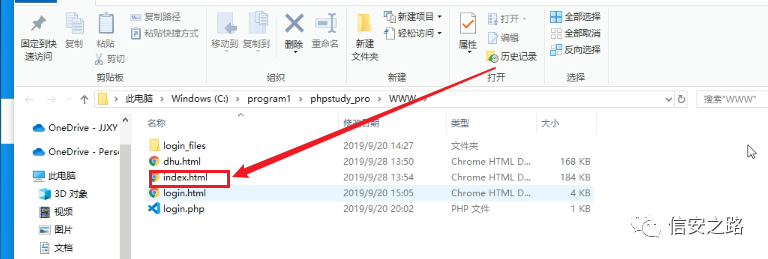 复制路径
粘贴快捷方式
固定到快速访问
复制
粘贴
剪切
移动到
复制到
删除
重命名
新建文件夹
新建项目
轻松访问
属性
打开
编辑
历史记录
全部选择
全部取消
反向选择
剪贴板
组织
新建
打开
选择
此电脑 › Windows (C:) › program1 › phpstudy_pro › WWW
搜索"WWW"
名称 修改日期 类型 大小
OneDrive - JJXY
OneDrive - Perse
此电脑
3D 对象
视频
图片
文档
login_files 2019/9/20 14:27 文件夹
dhu.html 2019/9/28 13:50 Chrome HTML D... 168 KB
index.html 2019/9/28 13:54 Chrome HTML D... 184 KB
login.html 2019/9/20 15:05 Chrome HTML D... 4 KB
login.php 2019/9/20 20:02 PHP 文件 1 KB
信安之路